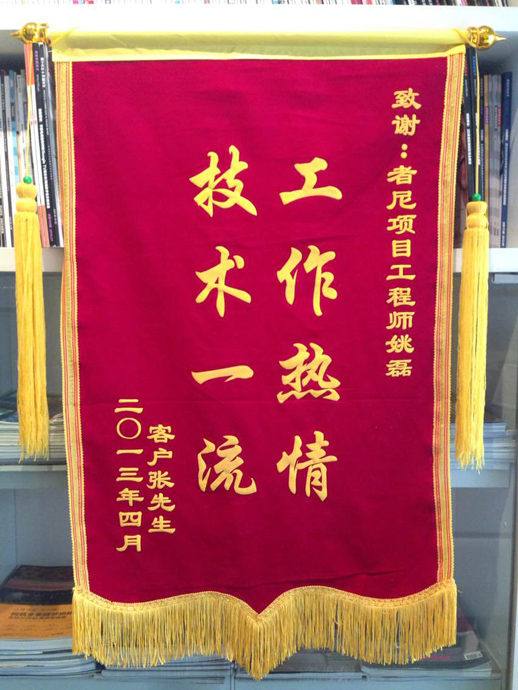 致谢：者尼项目工程师姚磊
工作热情
技术一流
客户张先生
二〇一三年四月